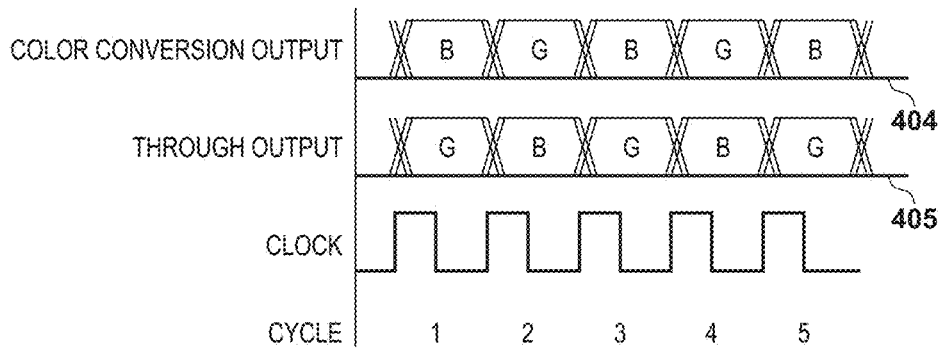 COLOR CONVERSION OUTPUT B G B G B
404
THROUGH OUTPUT G B G B G
405
CLOCK
CYCLE 1 2 3 4 5